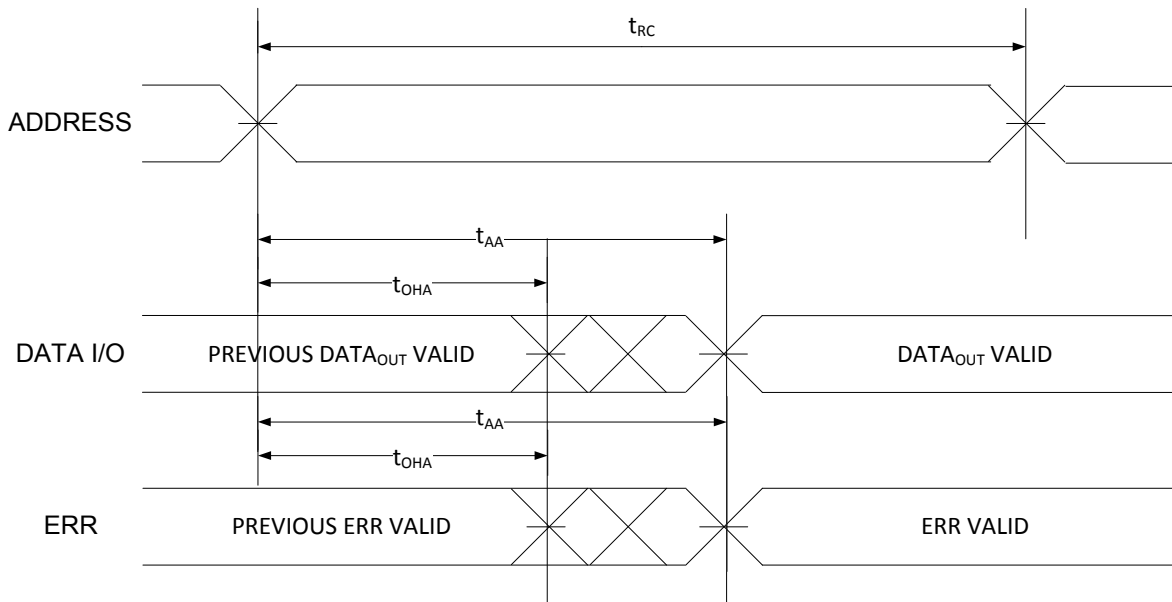 tRC
ADDRESS
tAA
tOHA
DATA I/O
PREVIOUS DATAOUT VALID
DATAOUT VALID
tAA
tOHA
ERR
PREVIOUS ERR VALID
ERR VALID